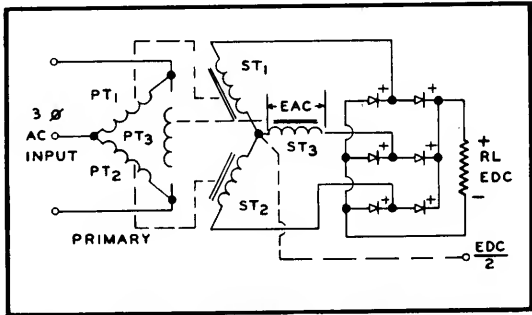 3 Ø
AC
INPUT
PT1
PT3
PT2
PRIMARY
ST1
EAC
ST3
ST2
+
+
+
+
+
+
+
RL
EDC
−
EDC
2